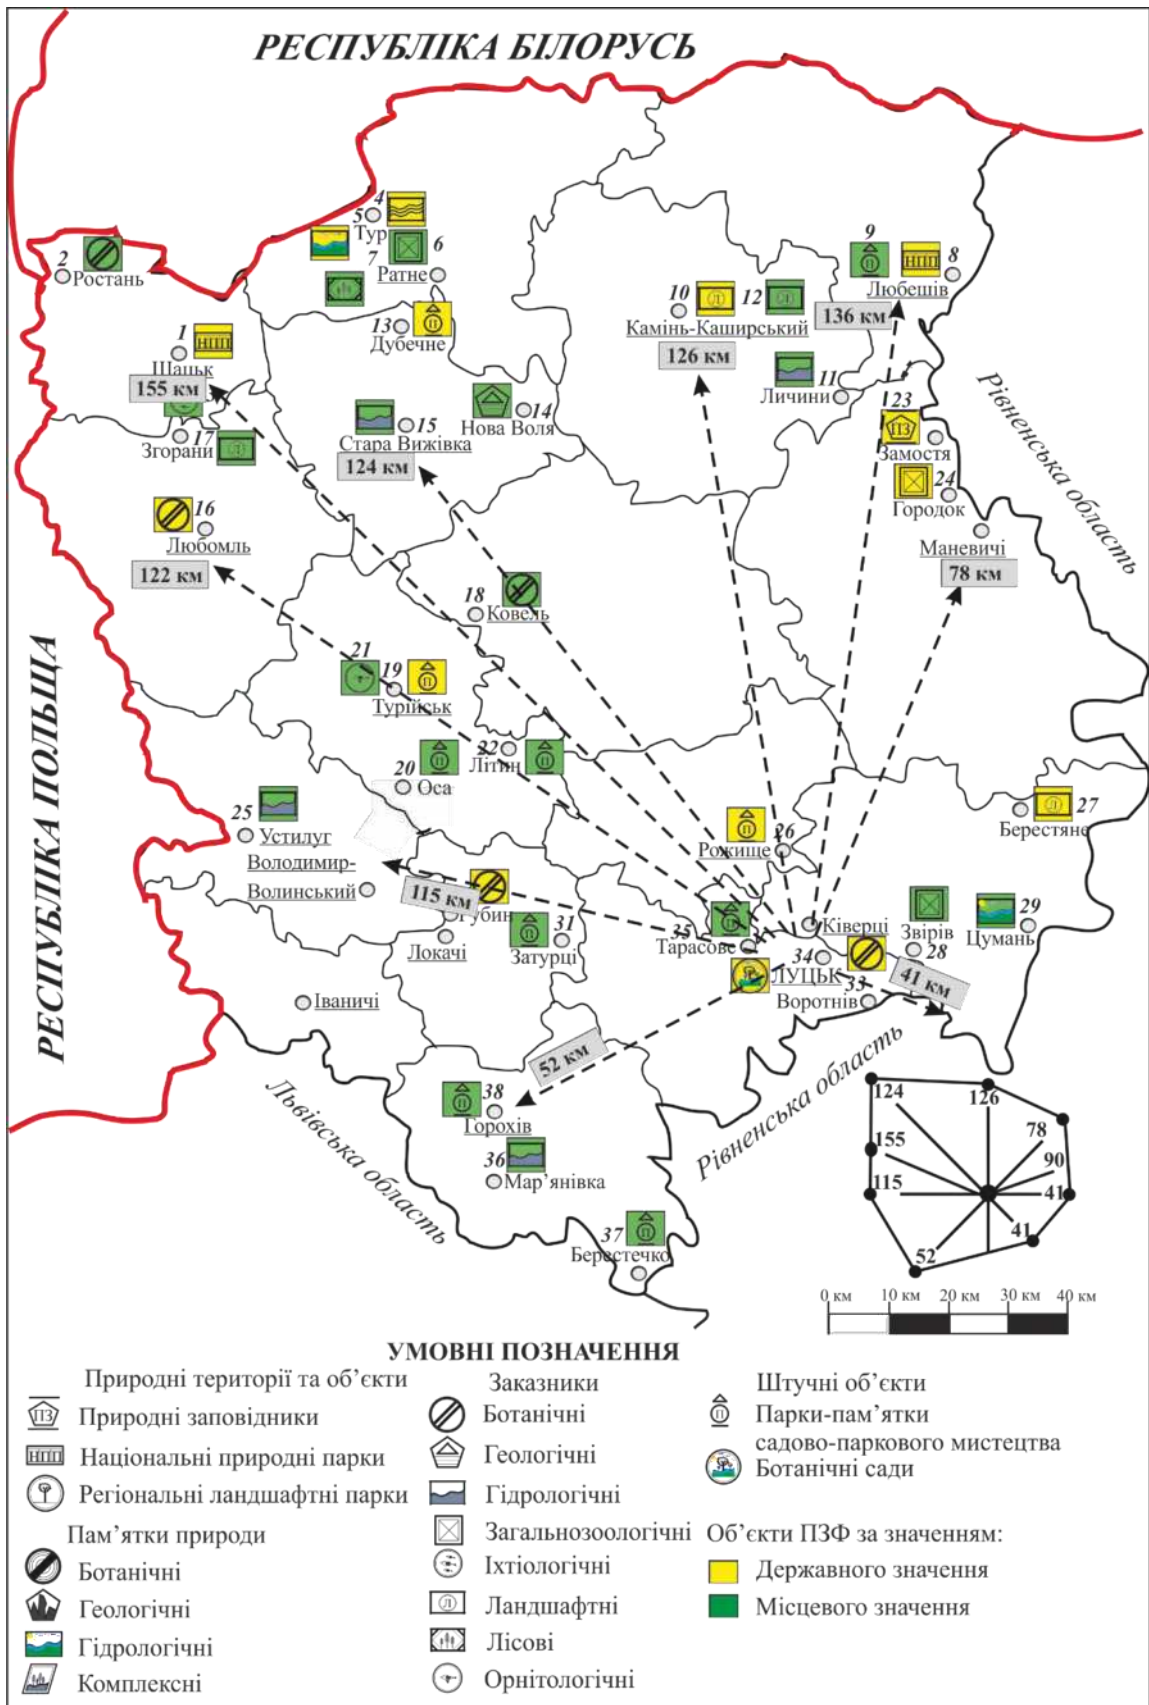 РЕСПУБЛІКА БІЛОРУСЬ
4
5
Тур
7
6
Ратне
2
Ростань
9
НПП
8
Любешів
10
12
Камінь-Каширський
136 км
126 км
13
Дубечне
1
НПП
Шацьк
155 км
11
Личини
14
Нова Воля
15
Стара Вижівка
124 км
17
Згорани
23
ПЗ
Замостя
24
Городок
Маневичі
78 км
Рівненська область
16
Любомль
122 км
18
Ковель
РЕСПУБЛІКА ПОЛЬЩА
21
19
Турійськ
22
Літин
20
Оса
25
Устилуг
Володимир-
Волинський
115 км
26
Рожище
27
Берестяне
Локачі
31
Затурці
35
Тарасове
Ківерці
34
ЛУЦЬК
33
Воротнів
Звірів
28
29
Цумань
41 км
Іваничі
52 км
Львівська область
Рівненська область
38
Горохів
36
Мар’янівка
37
Берестечко
124
126
78
155
90
115
41
41
52
0 км
10 км
20 км
30 км
40 км
УМОВНІ ПОЗНАЧЕННЯ
Природні території та об’єкти
ПЗ Природні заповідники
НПП Національні природні парки
Регіональні ландшафтні парки
Пам’ятки природи
Ботанічні
Геологічні
Гідрологічні
Комплексні
Заказники
Ботанічні
Геологічні
Гідрологічні
Загальнозоологічні
Іхтіологічні
Л Ландшафтні
Лісові
Орнітологічні
Штучні об’єкти
П Парки-пам’ятки
садово-паркового мистецтва
Ботанічні сади
Об’єкти ПЗФ за значенням:
Державного значення
Місцевого значення